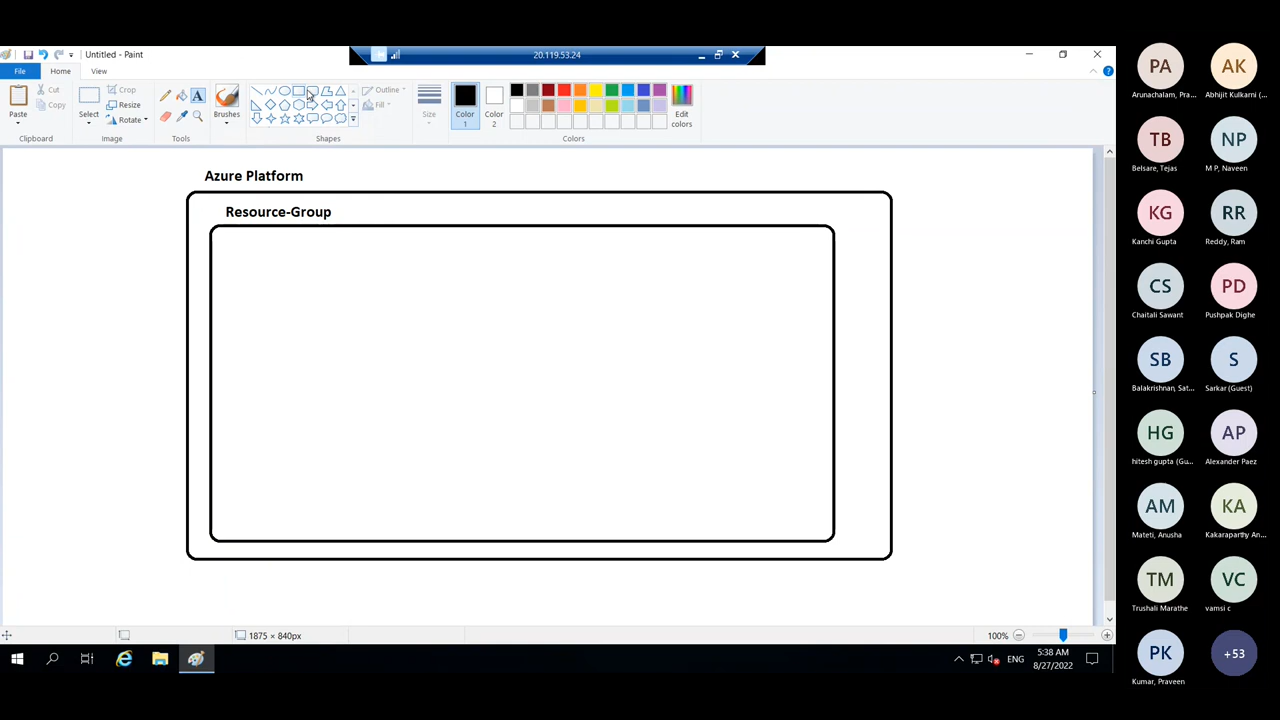 Untitled - Paint
20.119.53.24
File
Home
View
Paste
Cut
Copy
Clipboard
Select
Crop
Resize
Rotate
Image
A
Tools
Brushes
Outline
Fill
Shapes
Size
Color
1
Color
2
Edit
colors
Colors
Azure Platform
Resource-Group
1875 × 840px
100%
ENG
5:38 AM
8/27/2022
PA
Arunachalam, Pra...
AK
Abhijit Kulkarni (...
TB
Belsare, Tejas
NP
M P, Naveen
KG
Kanchi Gupta
RR
Reddy, Ram
CS
Chaitali Sawant
PD
Pushpak Dighe
SB
Balakrishnan, Sat...
S
Sarkar (Guest)
HG
hitesh gupta (Gu...
AP
Alexander Paez
AM
Mateti, Anusha
KA
Kakaraparthy An...
TM
Trushali Marathe
VC
vamsi c
PK
Kumar, Praveen
+53